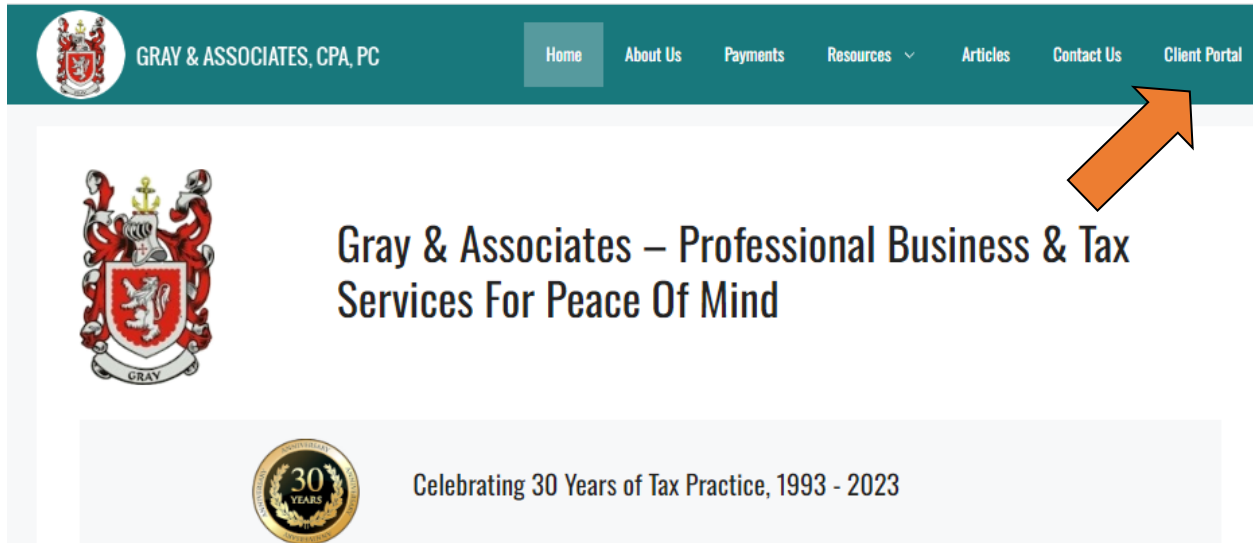 GRAY & ASSOCIATES, CPA, PC
Home
About Us
Payments
Resources
Articles
Contact Us
Client Portal
GRAY
Gray & Associates – Professional Business & Tax
Services For Peace Of Mind
ANNIVERSARY
30
YEARS
Celebrating 30 Years of Tax Practice, 1993 - 2023